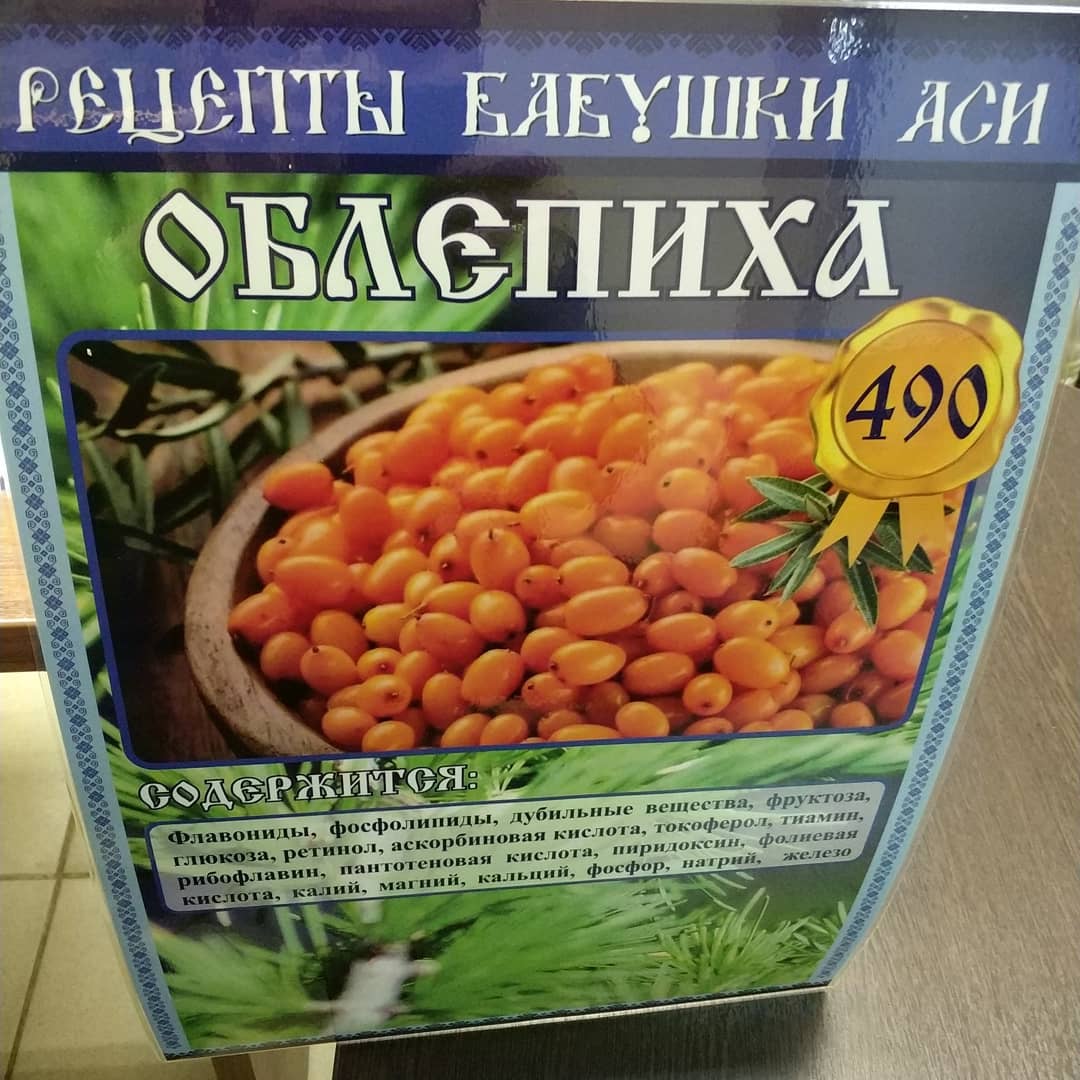 РЕЦЕПТЫ БАБУШКИ АСИ
ОБЛЕПИХА
490
СОДЕРЖИТСЯ:
Флавониды, фосфолипиды, дубильные вещества, фруктоза,
глюкоза, ретинол, аскорбиновая кислота, токоферол, тиамин,
рибофлавин, пантотеновая кислота, пиридоксин, фолиевая
кислота, калий, магний, кальций, фосфор, натрий, железо